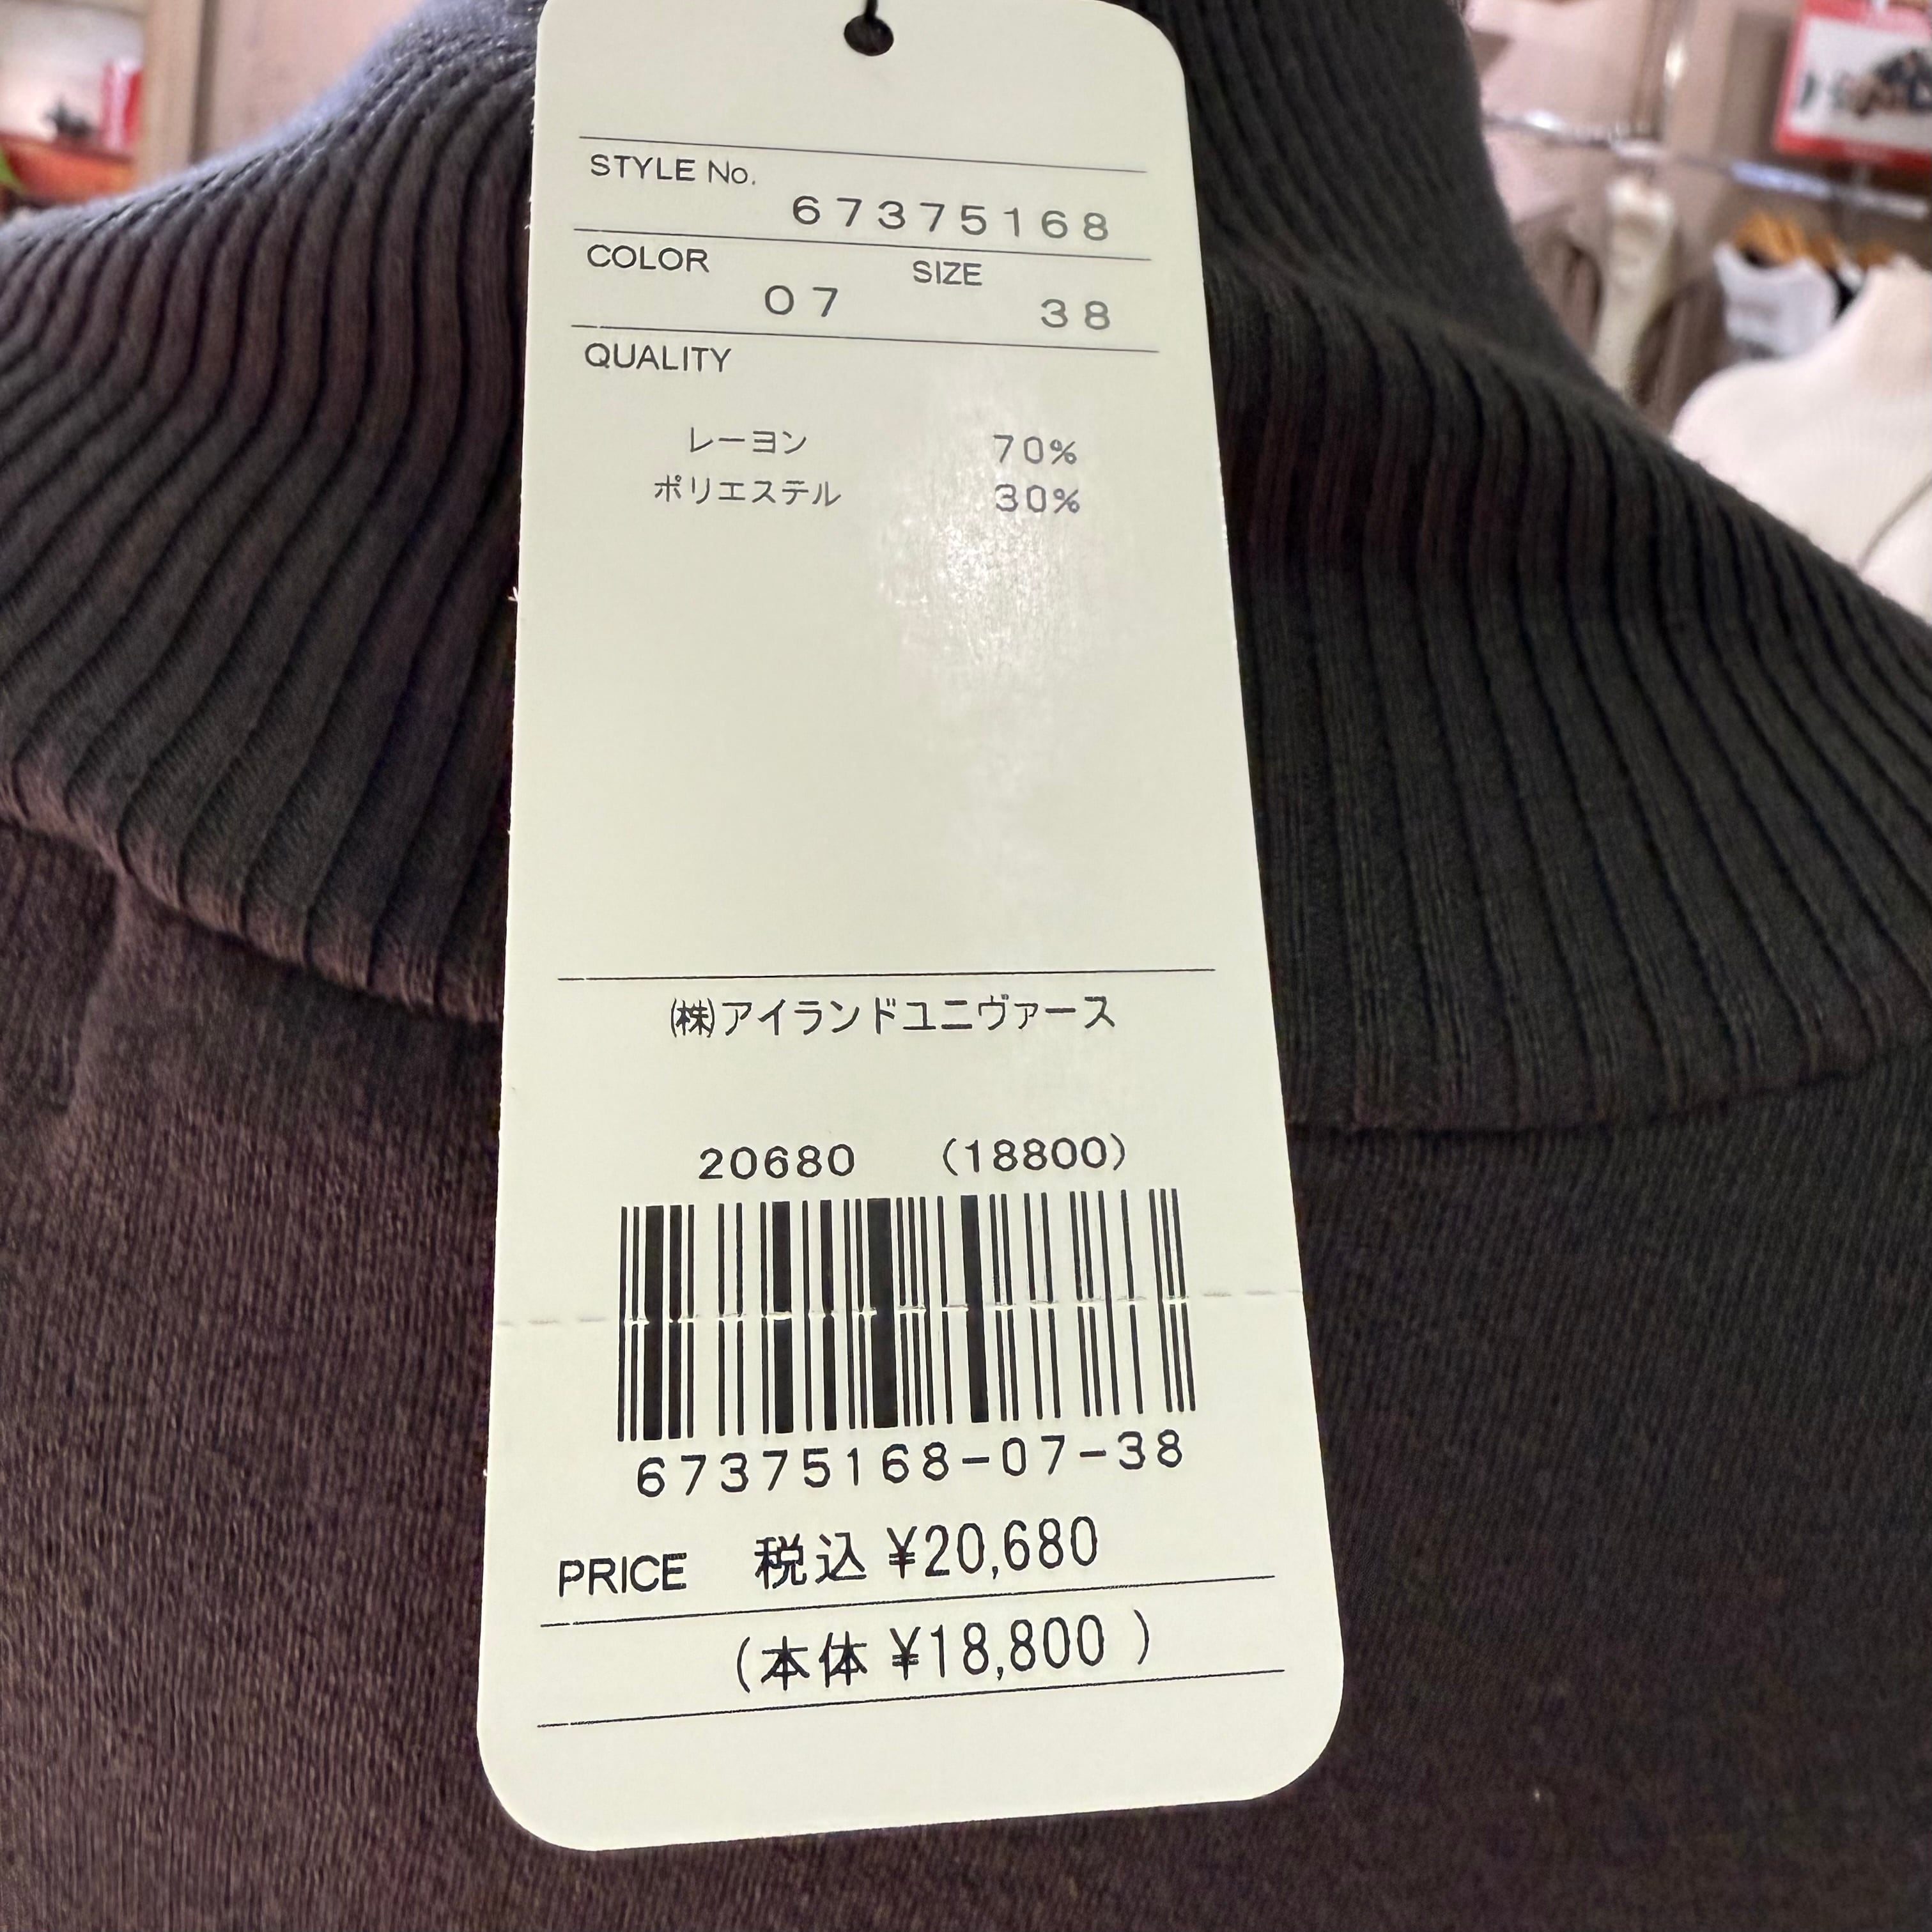 STYLE No.
67375168
COLOR SIZE
07 38
QUALITY
レーヨン 70%
ポリエステル 30%
㈱アイランドユニヴァース
20680 (18800)
67375168-07-38
PRICE 税込 ¥20,680
(本体 ¥18,800 )